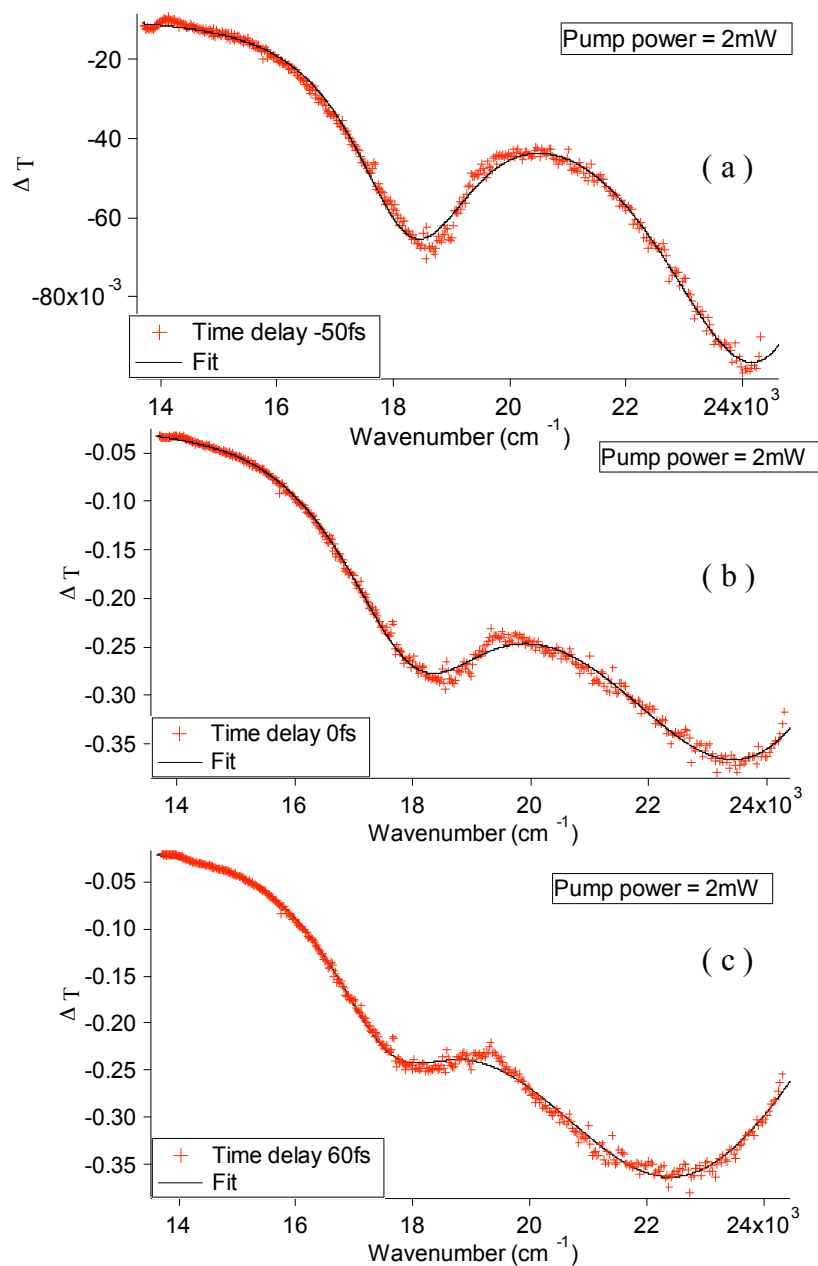 Pump power = 2mW
-20
-40
-60
-80x10 -3
Δ T
( a )
Time delay -50fs
Fit
14 16 18 20 22 24x10 3
Wavenumber (cm -1)
Pump power = 2mW
-0.05
-0.10
-0.15
-0.20
-0.25
-0.30
-0.35
Δ T
( b )
Time delay 0fs
Fit
14 16 18 20 22 24x10 3
Wavenumber (cm -1)
Pump power = 2mW
-0.05
-0.10
-0.15
-0.20
-0.25
-0.30
-0.35
Δ T
( c )
Time delay 60fs
Fit
14 16 18 20 22 24x10 3
Wavenumber (cm -1)